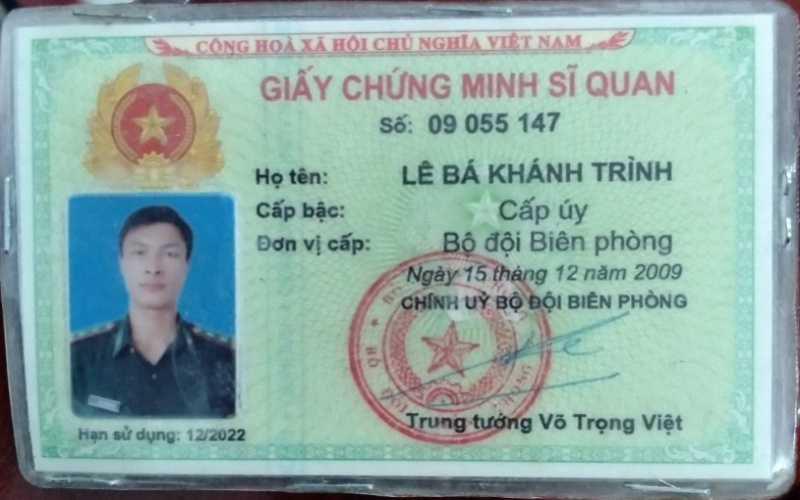 CỘNG HOÀ XÃ HỘI CHỦ NGHĨA VIỆT NAM
GIẤY CHỨNG MINH SĨ QUAN
Số: 09 055 147
Họ tên: LÊ BÁ KHÁNH TRÌNH
Cấp bậc: Cấp úy
Đơn vị cấp: Bộ đội Biên phòng
Ngày 15 tháng 12 năm 2009
CHÍNH UỶ BỘ ĐỘI BIÊN PHÒNG
Trung tướng Võ Trọng Việt
Hạn sử dụng: 12/2022